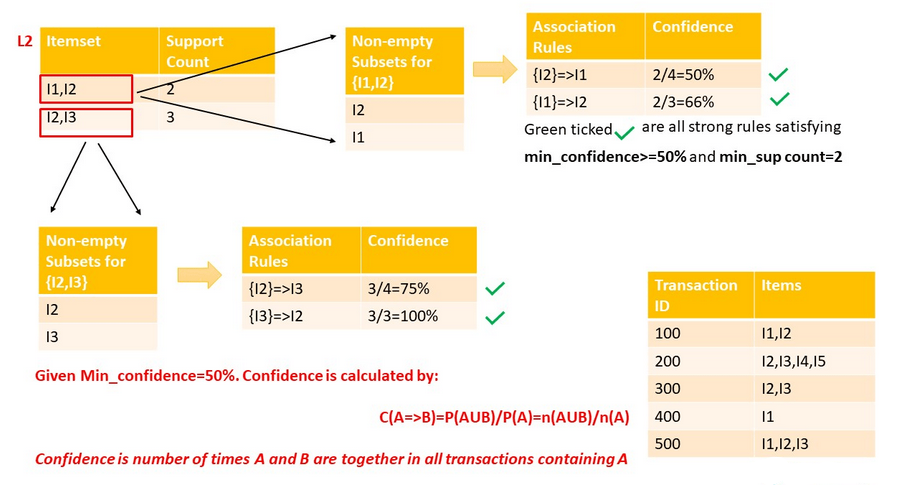 L2
Itemset
Support
Count
I1,I2
2
I2,I3
3
Non-empty
Subsets for
{I1,I2}
I2
I1
Association
Rules
Confidence
{I2}=>I1
2/4=50%
{I1}=>I2
2/3=66%
Green ticked are all strong rules satisfying
min_confidence>=50% and min_sup count=2
Non-empty
Subsets for
{I2,I3}
I2
I3
Association
Rules
Confidence
{I2}=>I3
3/4=75%
{I3}=>I2
3/3=100%
Transaction
ID
Items
100
I1,I2
200
I2,I3,I4,I5
300
I2,I3
400
I1
500
I1,I2,I3
Given Min_confidence=50%. Confidence is calculated by:
C(A=>B)=P(AUB)/P(A)=n(AUB)/n(A)
Confidence is number of times A and B are together in all transactions containing A